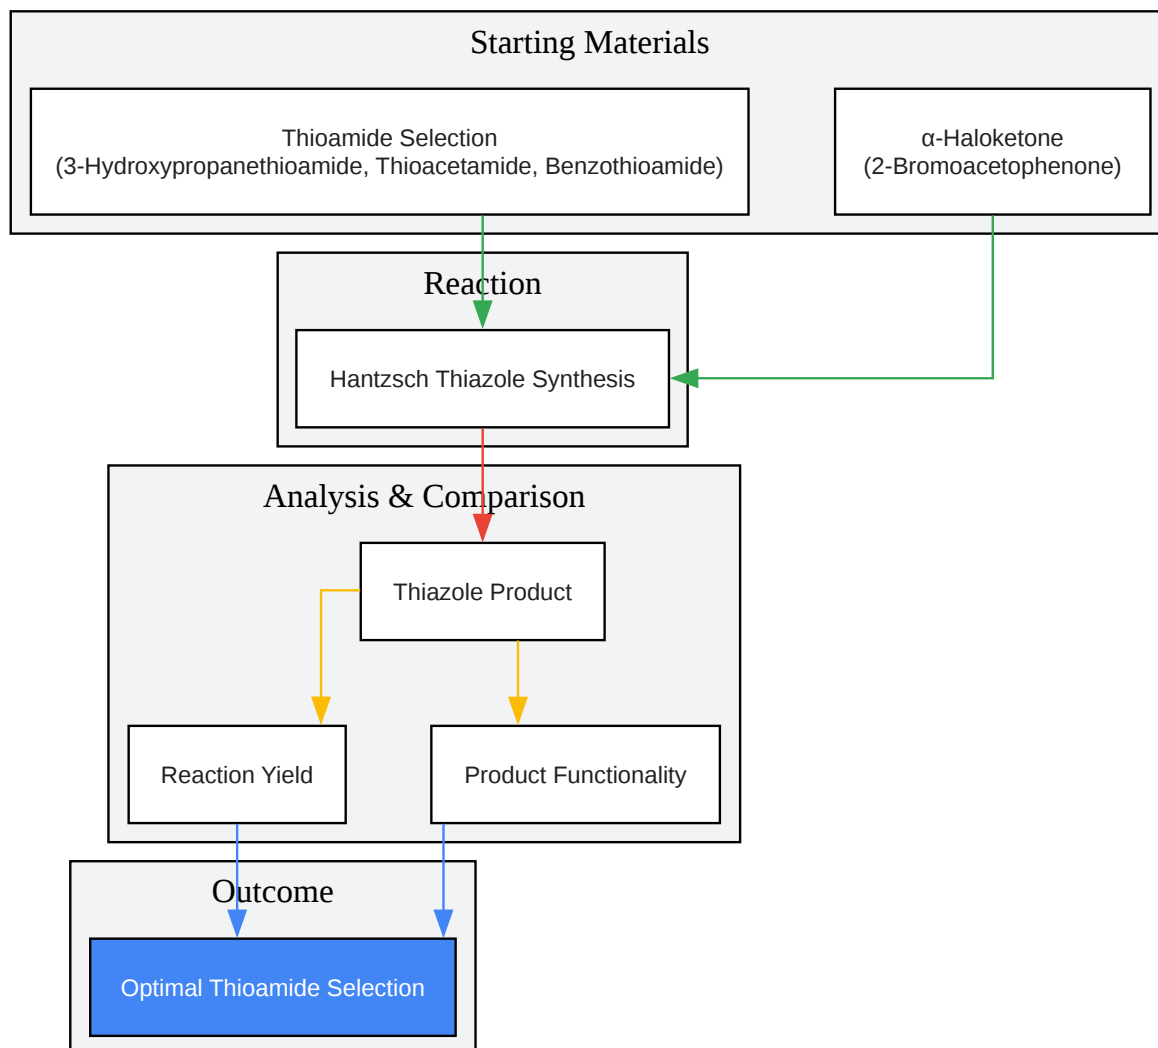 Starting Materials
Thioamide Selection
(3-Hydroxypropanethioamide, Thioacetamide, Benzothioamide)
α-Haloketone
(2-Bromoacetophenone)
Reaction
Hantzsch Thiazole Synthesis
Analysis & Comparison
Thiazole Product
Reaction Yield
Product Functionality
Outcome
Optimal Thioamide Selection